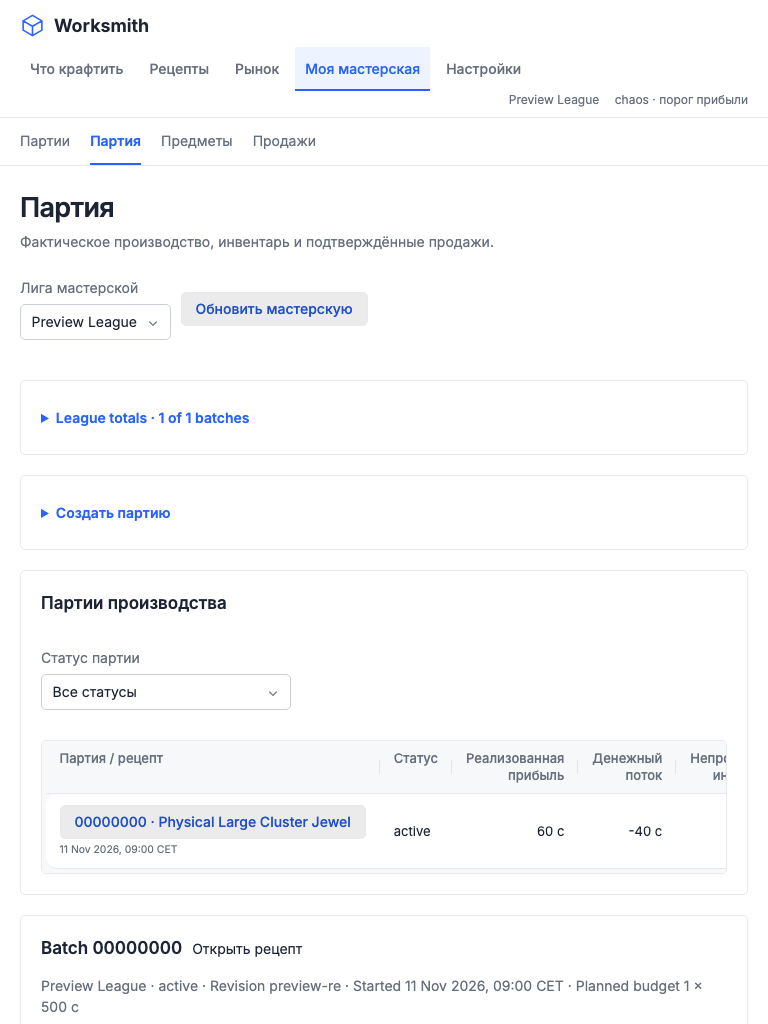 Worksmith
Что крафтить Рецепты Рынок Моя мастерская Настройки
Preview League chaos · порог прибыли
Партии Партия Предметы Продажи
Партия
Фактическое производство, инвентарь и подтверждённые продажи.
Лига мастерской
Preview League
Обновить мастерскую
League totals · 1 of 1 batches
Создать партию
Партии производства
Статус партии
Все статусы
Партия / рецепт Статус Реализованная прибыль Денежный поток
00000000 · Physical Large Cluster Jewel active 60 c -40 c
11 Nov 2026, 09:00 CET
Batch 00000000 Открыть рецепт
Preview League · active · Revision preview-re · Started 11 Nov 2026, 09:00 CET · Planned budget 1 ×
500 c